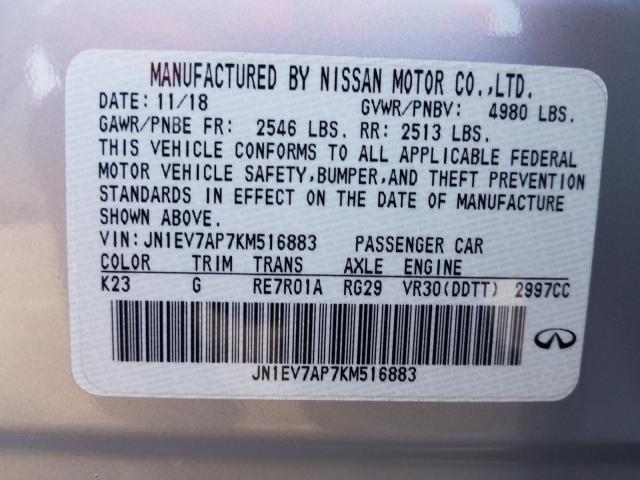 MANUFACTURED BY NISSAN MOTOR CO.,LTD.
DATE: 11/18 GVWR/PNBV: 4980 LBS.
GAWR/PNBE FR: 2546 LBS. RR: 2513 LBS.
THIS VEHICLE CONFORMS TO ALL APPLICABLE FEDERAL
MOTOR VEHICLE SAFETY,BUMPER,AND THEFT PREVENTION
STANDARDS IN EFFECT ON THE DATE OF MANUFACTURE
SHOWN ABOVE.
VIN:JN1EV7AP7KM516883 PASSENGER CAR
COLOR TRIM TRANS AXLE ENGINE
K23 G RE7R01A RG29 VR30(DDTT) 2997CC
JN1EV7AP7KM516883